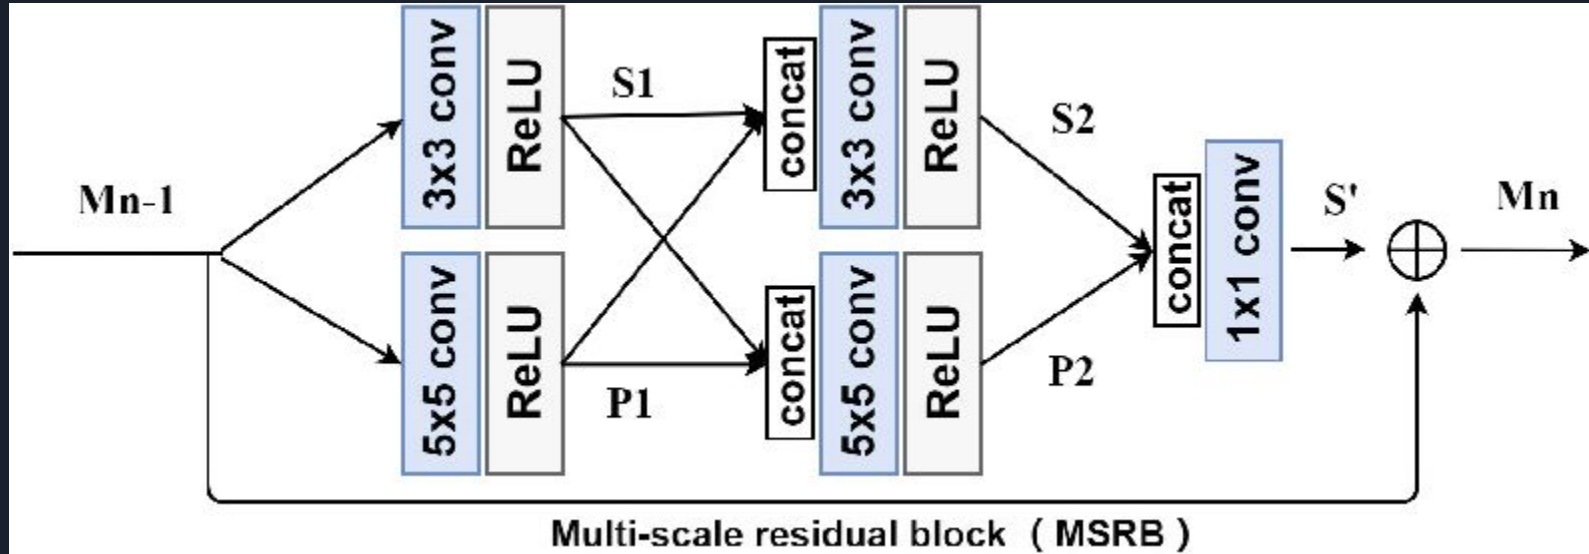 Mn-1
3x3 conv
ReLU
S1
concat
3x3 conv
ReLU
S2
5x5 conv
ReLU
P1
concat
5x5 conv
ReLU
P2
concat
1x1 conv
S'
Mn
Multi-scale residual block ( MSRB )